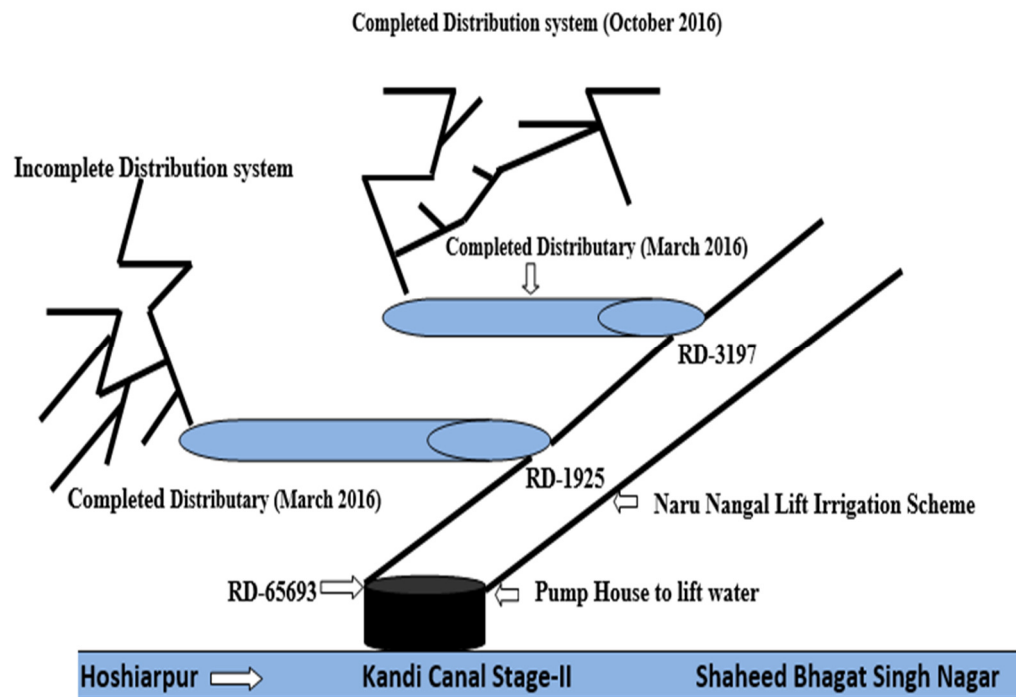 Completed Distribution system (October 2016)
Incomplete Distribution system
Completed Distributary (March 2016)
RD-3197
RD-1925
Completed Distributary (March 2016)
Naru Nangal Lift Irrigation Scheme
RD-65693
Pump House to lift water
Hoshiarpur
Kandi Canal Stage-II
Shaheed Bhagat Singh Nagar